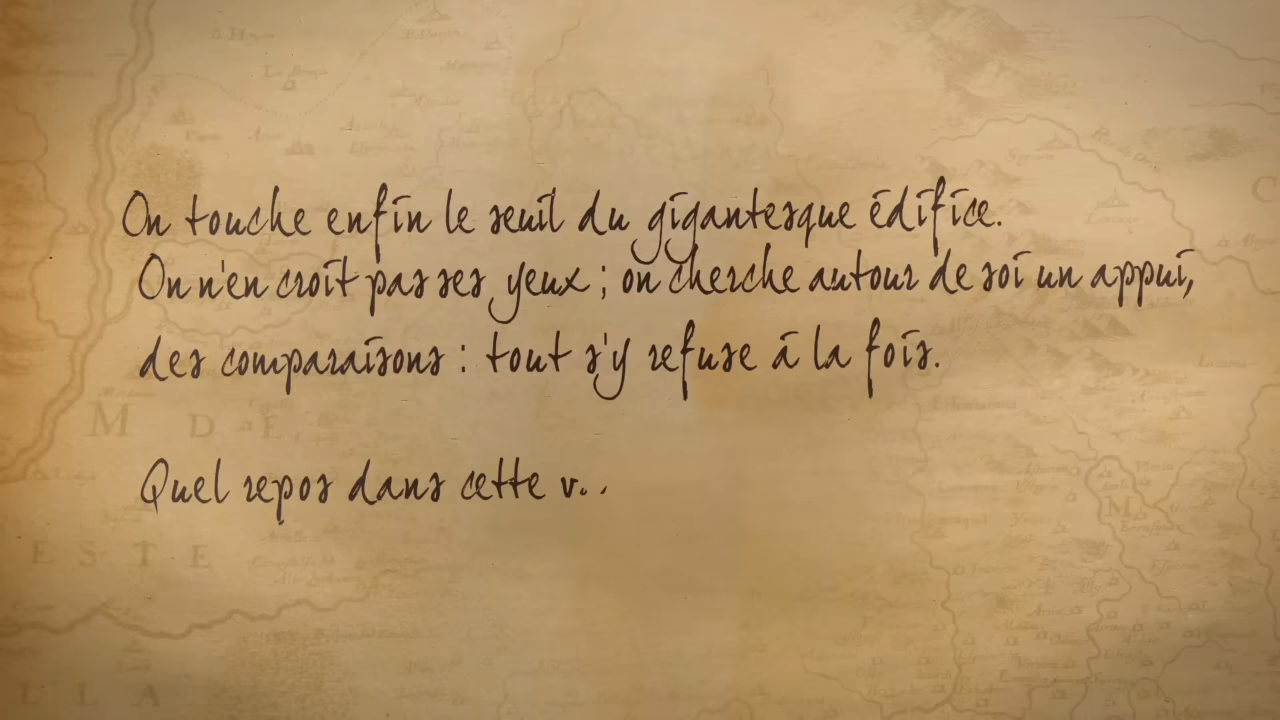 On touche enfin le seuil du gigantesque édifice.
On n'en croit pas ses yeux ; on cherche autour de soi un appui,
des comparaisons : tout s'y refuse à la fois.
Quel repos dans cette v..
M D E,
E S T E
L L A